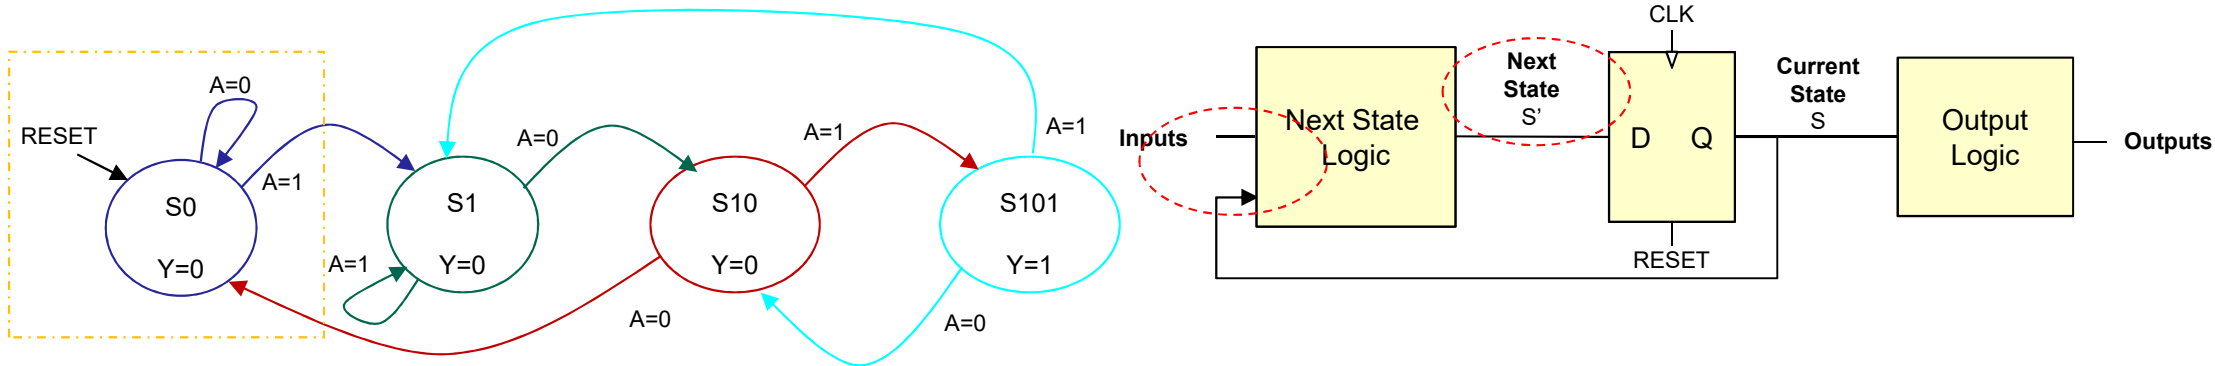 RESET
A=0
A=1
S0
Y=0
A=0
A=1
S1
Y=0
A=1
A=0
S10
Y=0
A=1
A=0
S101
Y=1
Inputs
Next State
Logic
Next
State
S’
CLK
D Q
RESET
Current
State
S
Output
Logic
Outputs